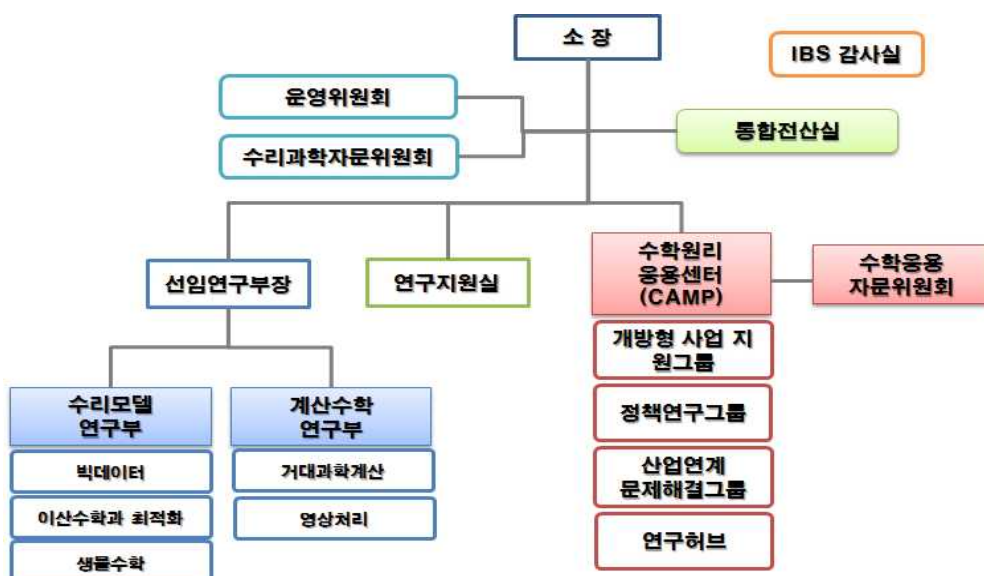 소 장
IBS 감사실
운영위원회
통합전산실
수리과학자문위원회
선임연구부장
연구지원실
수학원리
응용센터
(CAMP)
수학응용
자문위원회
개방형 사업 지
원그룹
정책연구그룹
산업연계
문제해결그룹
연구허브
수리모델
연구부
빅데이터
이산수학과 최적화
생물수학
계산수학
연구부
거대과학계산
영상처리